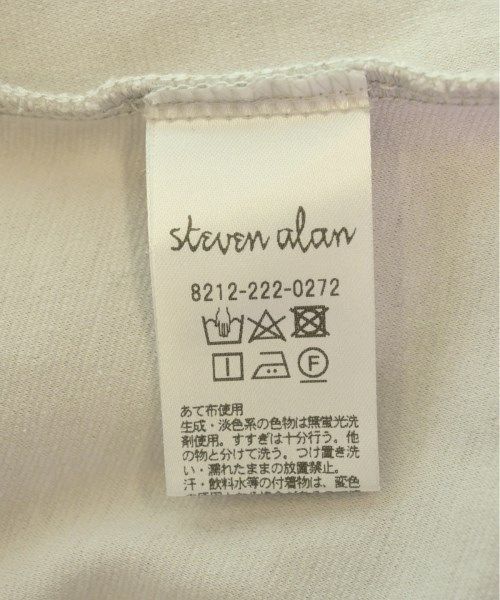 steven alan
8212-222-0272
F
あて布使用
生成・淡色系の色物は無蛍光洗
剤使用。すすぎは十分行う。他
の物と分けて洗う。つけ置き洗
い・濡れたままの放置禁止。
汗・飲料水等の付着物は、変色